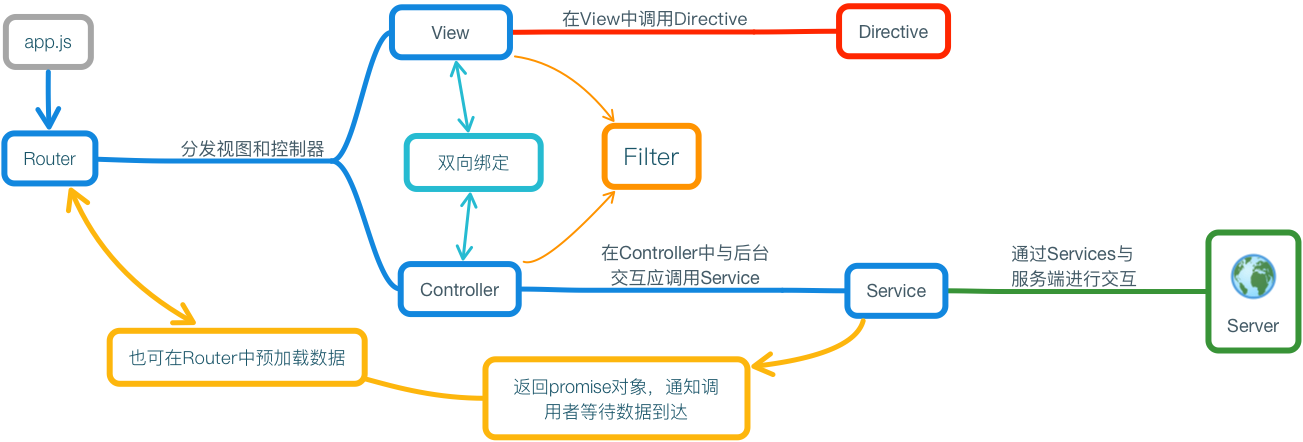 app.js
View
在View中调用Directive
Directive
Router
分发视图和控制器
双向绑定
Filter
Controller
在Controller中与后台
交互应调用Service
Service
通过Services与
服务端进行交互
Server
也可在Router中预加载数据
返回promise对象，通知调
用者等待数据到达